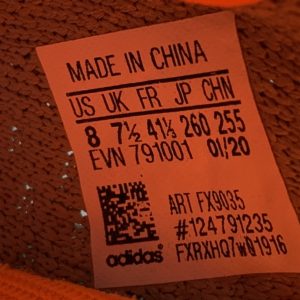 MADE IN CHINA
US UK FR JP CHN
8 7½ 41⅓ 260 255
EVN 791001 01/20
ART FX9035
#124791235
adidas FXRXHQ7W01916